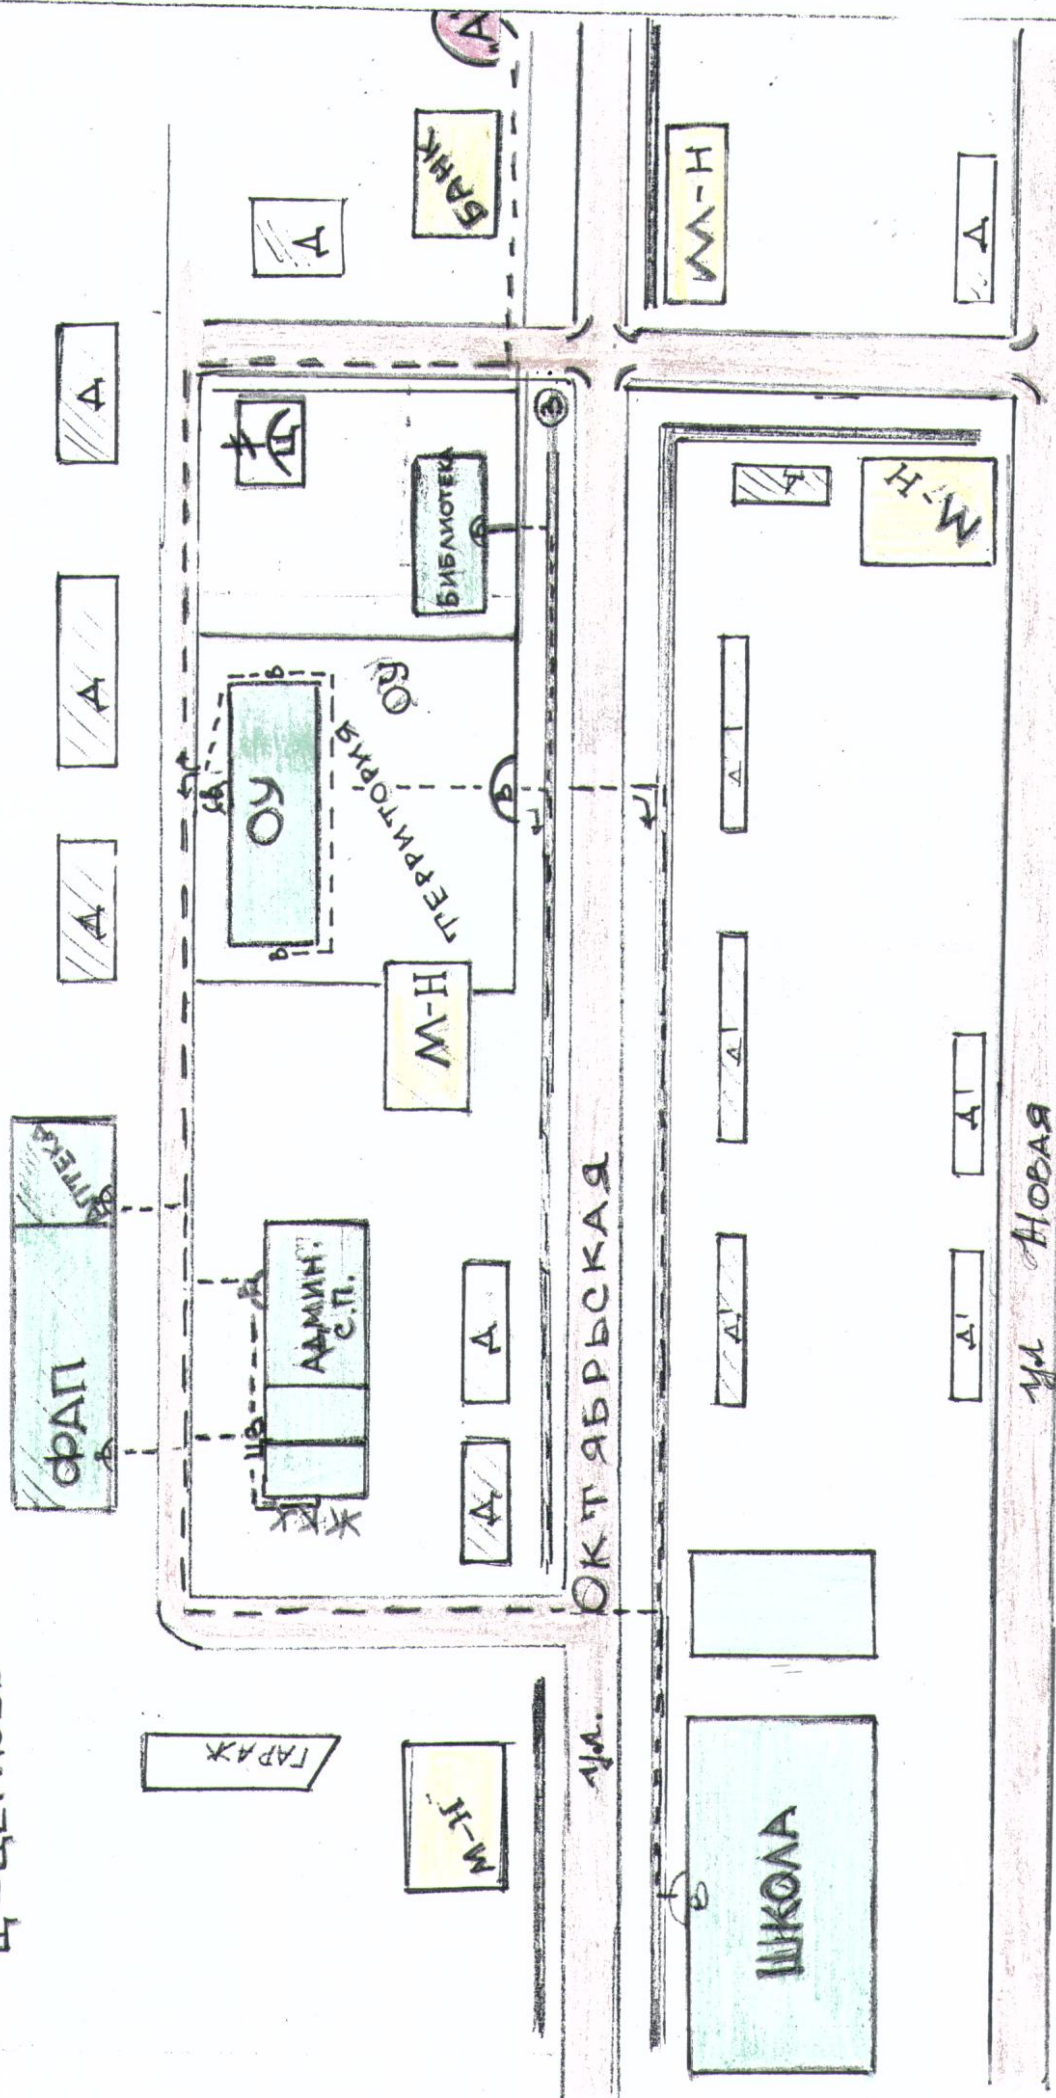 ФАП
АПТЕКА
Д
Д
Д
В
В
ГАРАЖ
АДМИН.
С.П.
ОУ
В
В
Д
М-Н
М-Н
ТЕРРИТОРИЯ
ОУ
БИБЛИОТЕКА
В
БАНК
А
Д
Д
В
З
ул. ОКТЯБРЬСКАЯ
В
ШКОЛА
Д
Д
Д
Д
М-Н
М-Н
Д
Д
Д
ул Новая